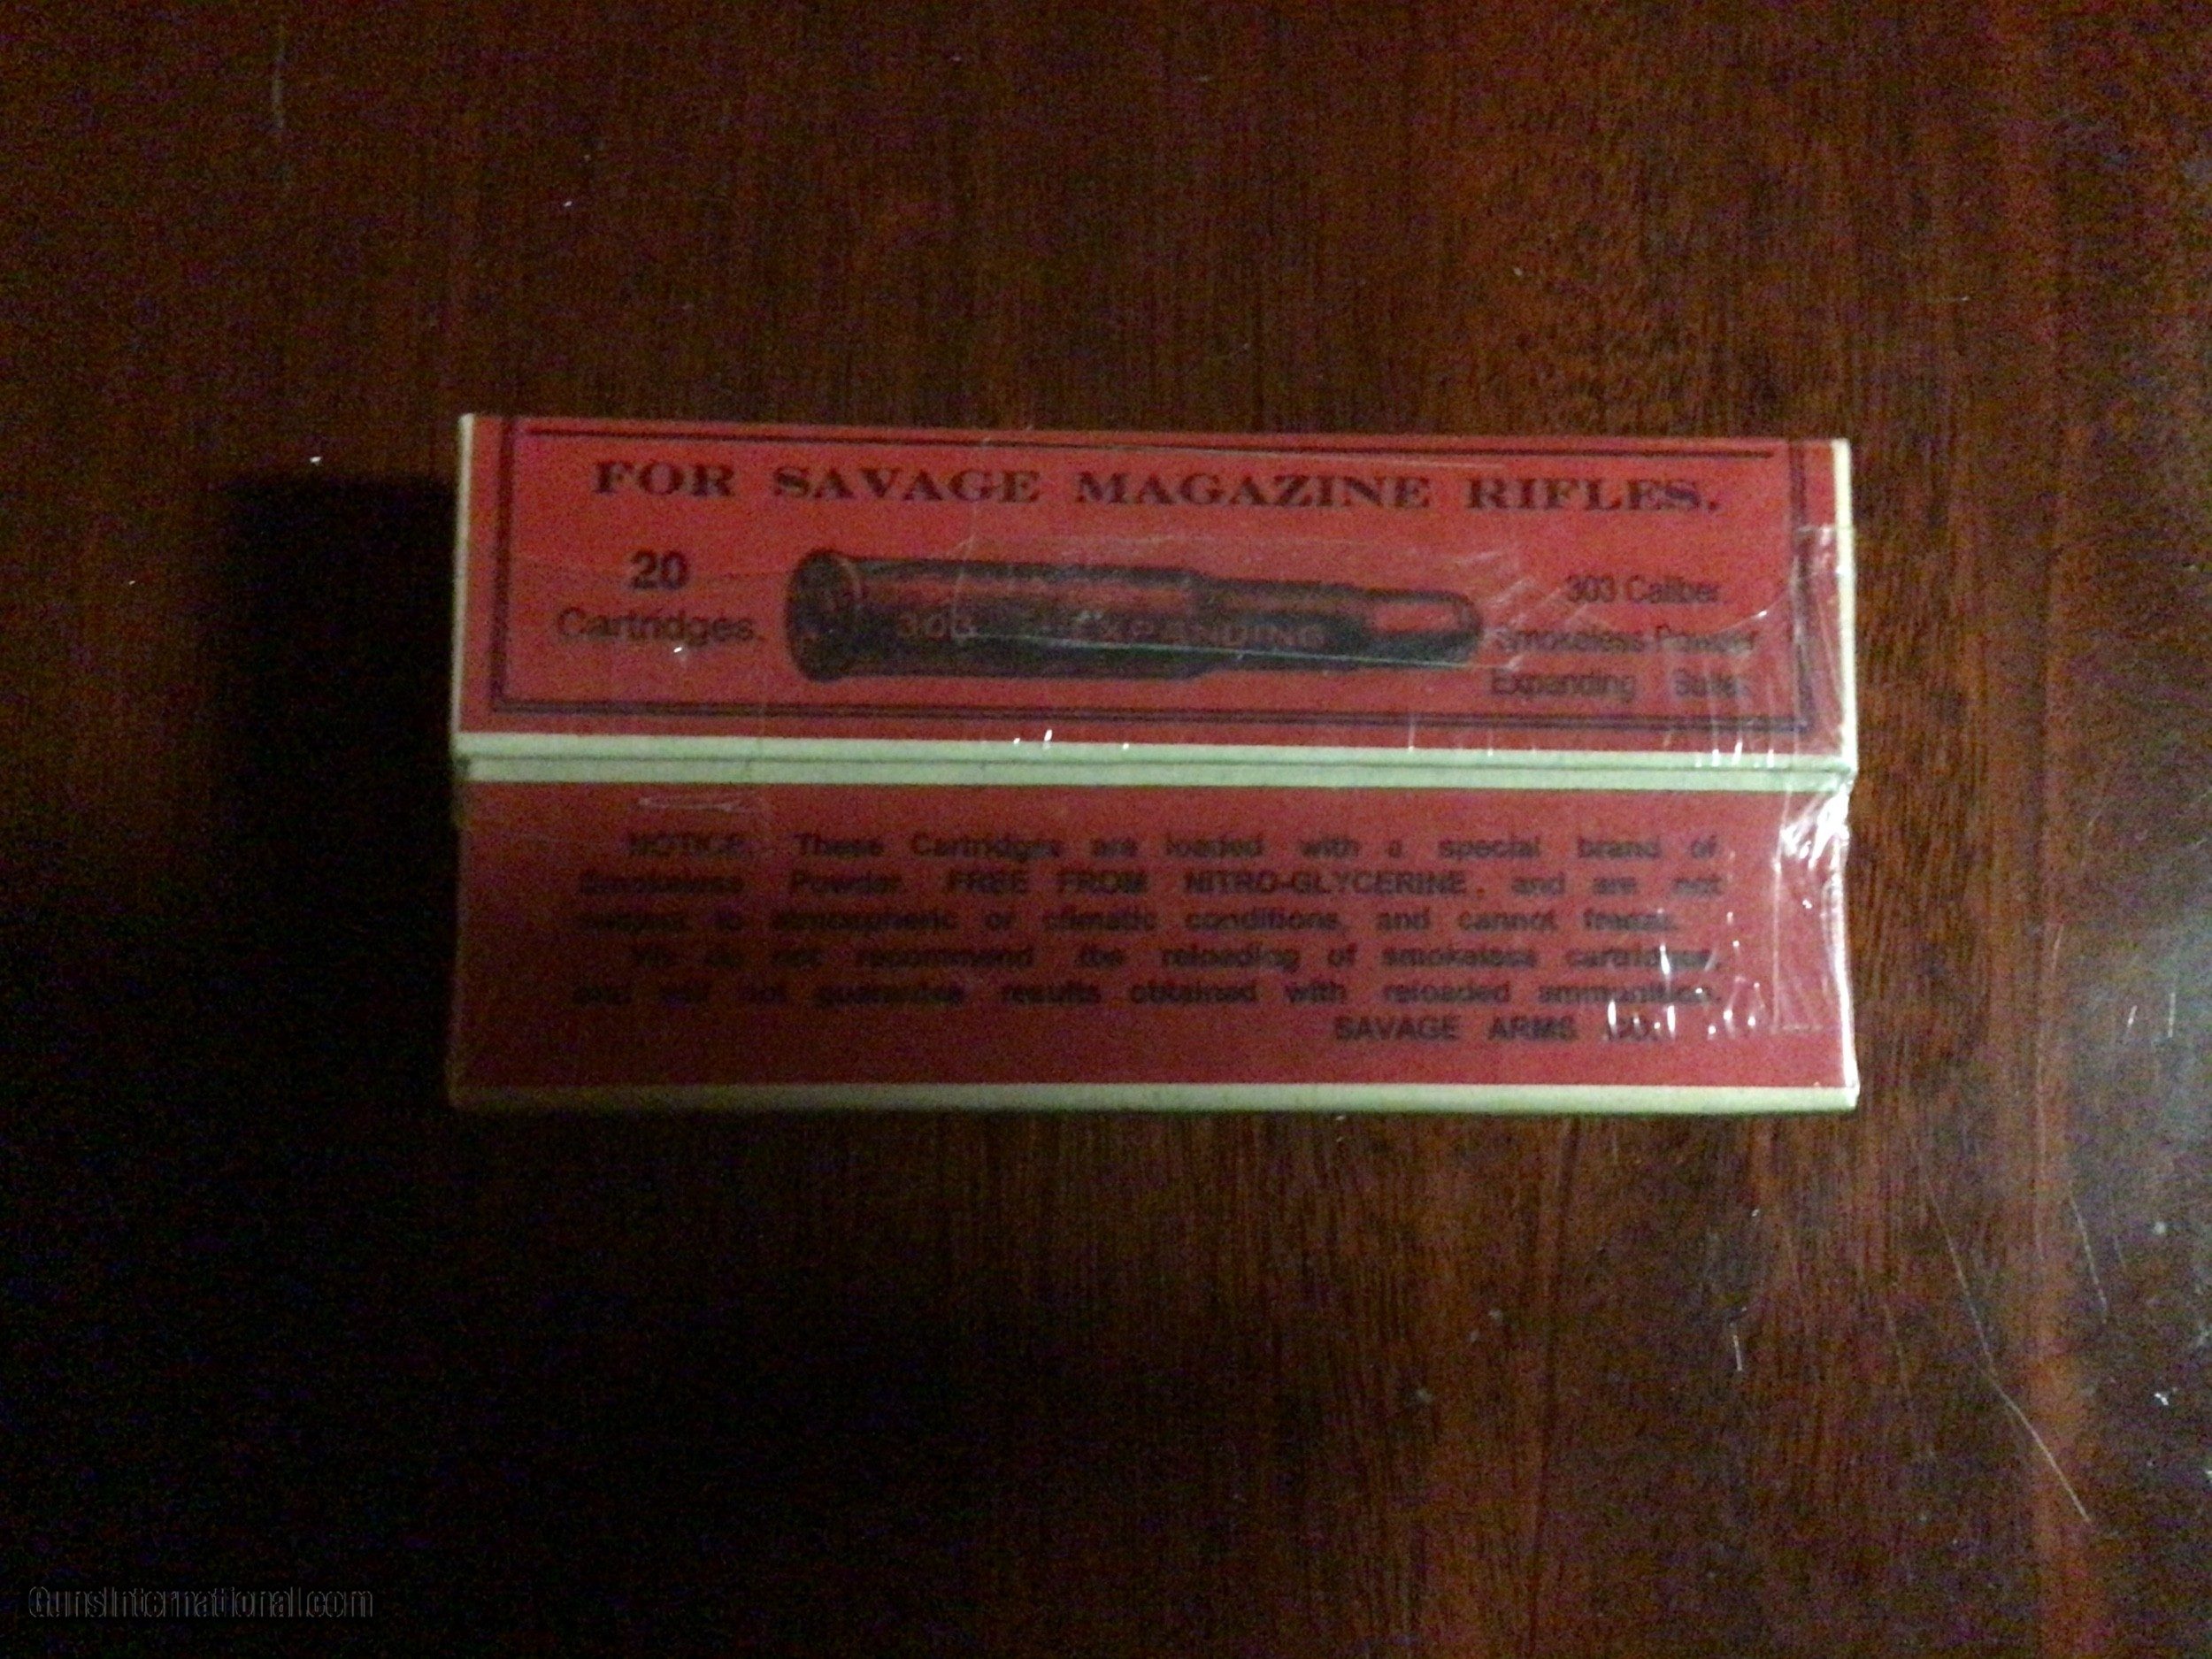 FOR SAVAGE MAGAZINE RIFLES.
20
Cartridges.
303 EXPANDING
303 Caliber.
Smokeless Powder
Expanding
NOTICE. These Cartridges are loaded with a special brand of
Smokeless Powder. FREE FROM NITRO-GLYCERINE, and are not
subject to atmospheric or climatic conditions, and cannot freeze.
We do not recommend the reloading of smokeless cartridges,
and will not guarantee results obtained with reloaded ammunition.
SAVAGE ARMS CO.
GunsInternational.com